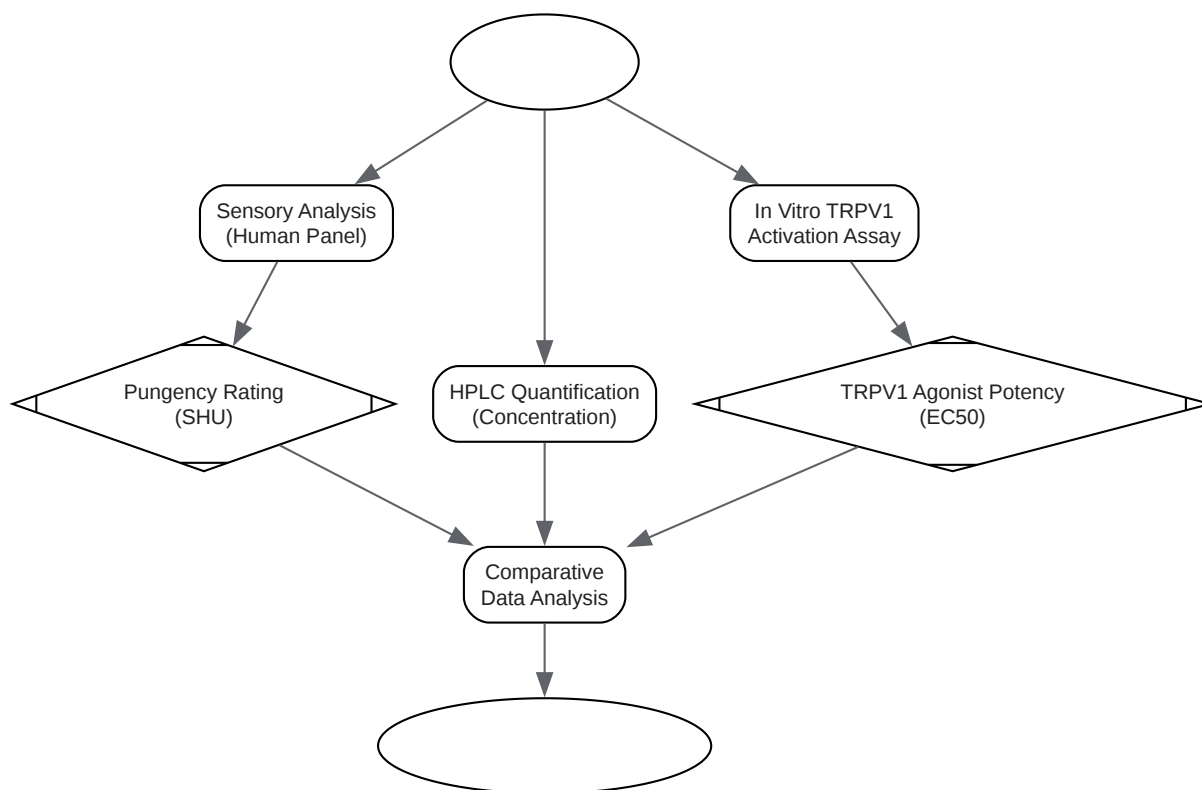 Sensory Analysis
(Human Panel)
In Vitro TRPV1
Activation Assay
Pungency Rating
(SHU)
HPLC Quantification
(Concentration)
TRPV1 Agonist Potency
(EC50)
Comparative
Data Analysis